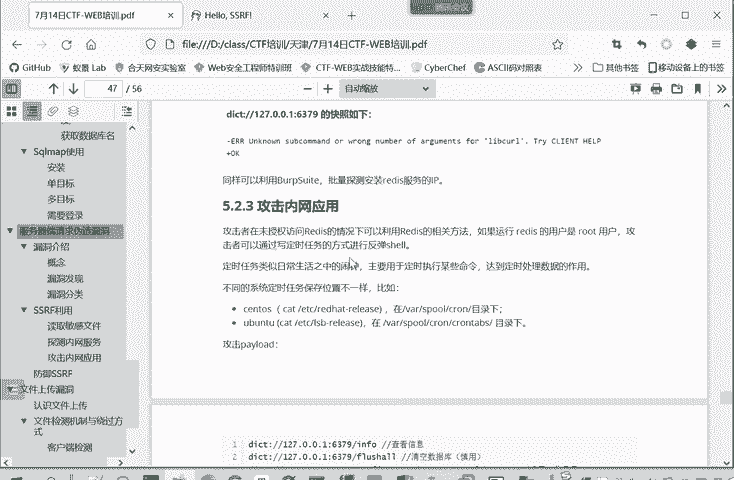 7月14日CTF-WEB培训.pdf
Hello, SSRF!
file:///D:/class/CTF培训/天津/7月14日CTF-WEB培训.pdf
GitHub
蚁景 Lab
合天网安实验室
Web安全工程师特训班
CTF-WEB实战技能特...
CyberChef
ASCII码对照表
其他书签
移动设备上的书签
47 / 56
自动缩放
获取数据库名
Sqlmap使用
安装
单目标
多目标
需要登录
服务器端请求伪造漏洞
漏洞介绍
概念
漏洞发现
漏洞分类
SSRF利用
读取敏感文件
探测内网服务
攻击内网应用
防御SSRF
文件上传漏洞
认识文件上传
文件检测机制与绕过方式
客户端检测
dict://127.0.0.1:6379 的快照如下：
-ERR Unknown subcommand or wrong number of arguments for 'libcurl'. Try CLIENT HELP
+OK
同样可以利用BurpSuite，批量探测安装redis服务的IP。
5.2.3 攻击内网应用
攻击者在未授权访问Redis的情况下可以利用Redis的相关方法，如果运行 redis 的用户是 root 用户，攻
击者可以通过写定时任务的方式进行反弹shell。
定时任务类似日常生活之中的闹钟，主要用于定时执行某些命令，达到定时处理数据的作用。
不同的系统定时任务保存位置不一样，比如：
centos （ cat /etc/redhat-release) ，在/var/spool/cron/目录下；
ubuntu (cat /etc/lsb-release)，在 /var/spool/cron/crontabs/ 目录下。
攻击payload：
1 dict://127.0.0.1:6379/info //查看信息
2 dict://127.0.0.1:6379/flushall //清空数据库（慎用）